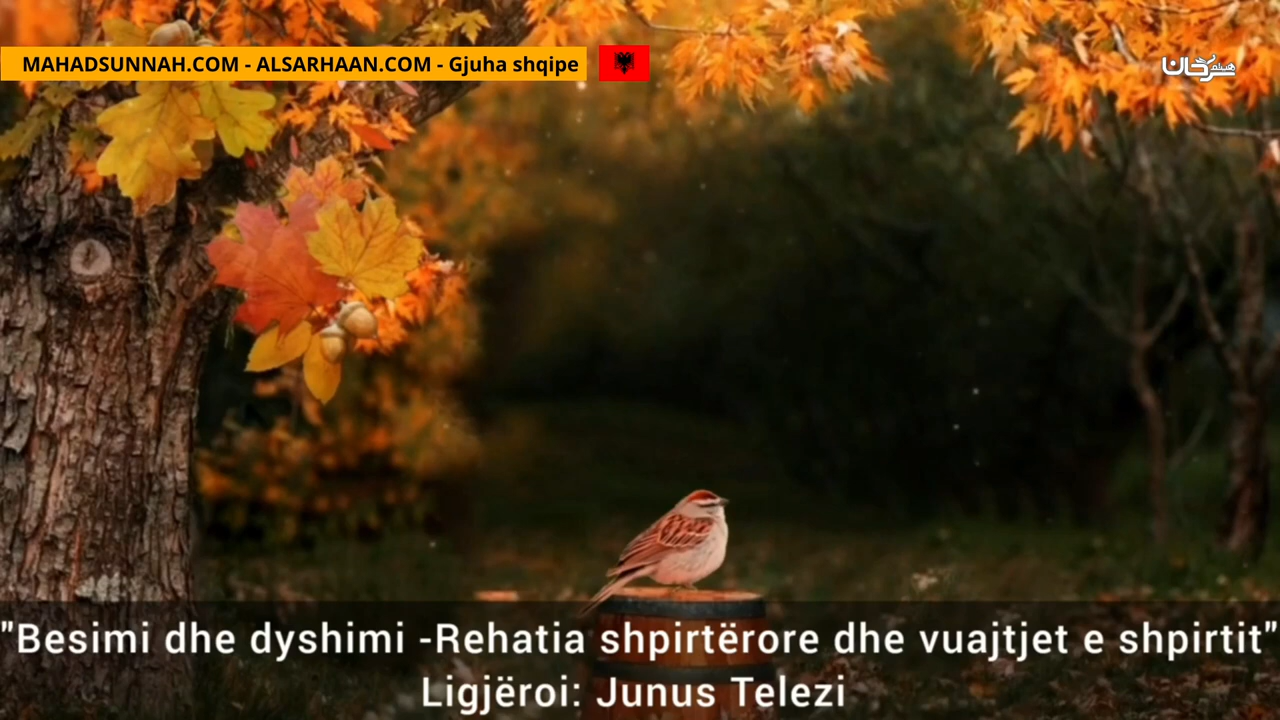 MAHADSUNNAH.COM - ALSARHAAN.COM - Gjuha shqipe
"Besimi dhe dyshimi -Rehatia shpirtërore dhe vuajtjet e shpirtit"
Ligjëroi: Junus Telezi